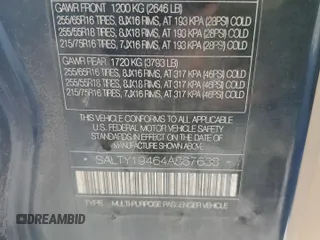 GAWR FRONT 1200 KG (2646 LB)
255/65R16 TIRES, 8JX16 RIMS, AT 193 KPA (28PSI) COLD
255/55R18 TIRES, 8JX18 RIMS, AT 193 KPA (28PSI) COLD
215/75R16 TIRES, 7JX16 RIMS, AT 193 KPA (28PSI) COLD
GAWR REAR 1720 KG (3793 LB)
255/65R16 TIRES, 8JX16 RIMS, AT 317 KPA (46PSI) COLD
255/55R18 TIRES, 8JX18 RIMS, AT 317 KPA (46PSI) COLD
215/75R16 TIRES, 7JX16 RIMS, AT 317 KPA (46PSI) COLD
THIS VEHICLE CONFORMS TO ALL APPLICABLE
U.S. FEDERAL MOTOR VEHICLE SAFETY
STANDARDS IN EFFECT ON THE DATE OF
MANUFACTURE SHOWN ABOVE
TYPE: MULTI-PURPOSE PASSENGER VEHICLE
DREAMBID